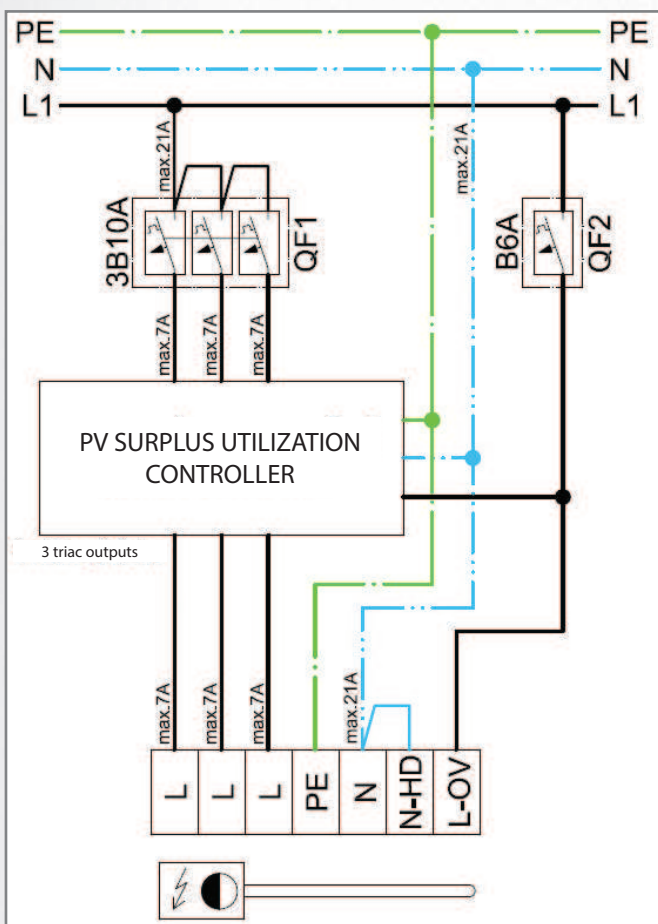 PE PE
N N
L1 L1
max.21A
max.21A
3B10A
QF1
B6A
QF2
max.7A
max.7A
max.7A
PV SURPLUS UTILIZATION
CONTROLLER
3 triac outputs
max.7A
max.7A
max.7A
max.21A
L L L PE N N-HD L-OV